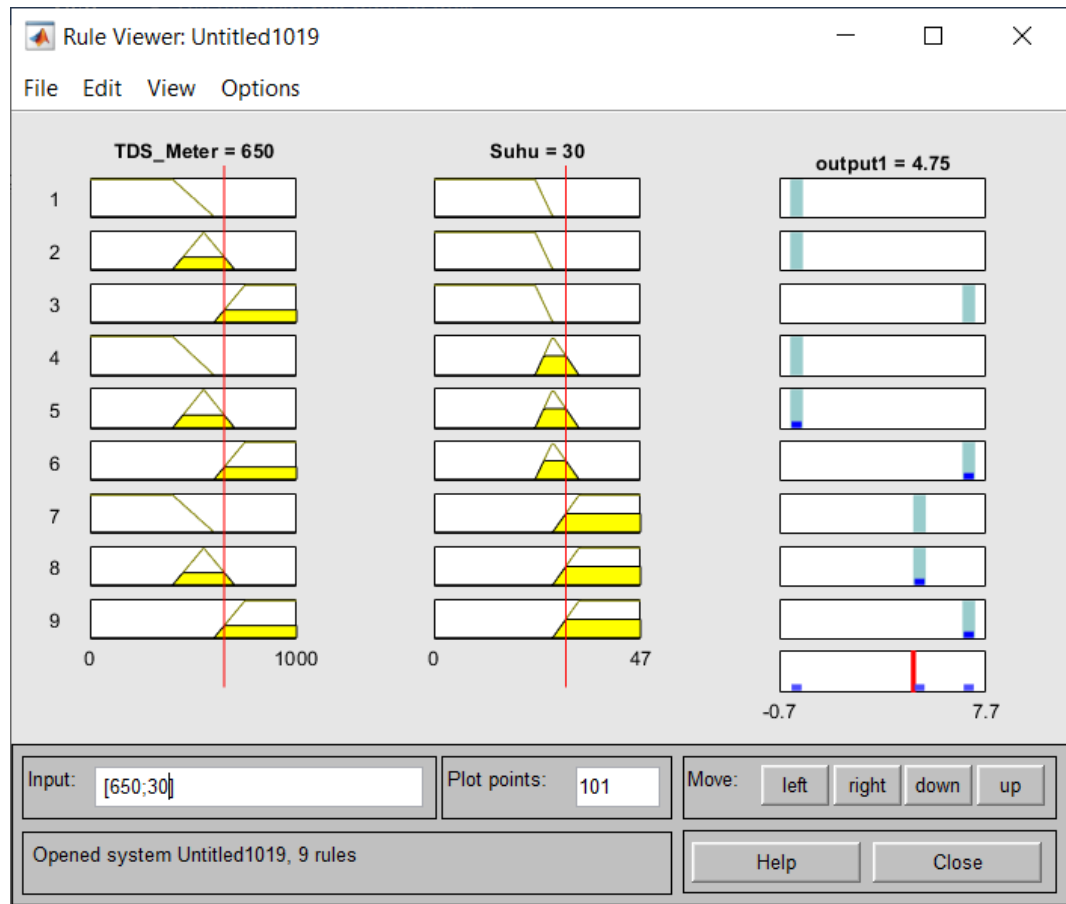 Rule Viewer: Untitled1019
File Edit View Options
TDS_Meter = 650 Suhu = 30 output1 = 4.75
1
2
3
4
5
6
7
8
9
0 1000 0 47
-0.7 7.7
Input: [650;30] Plot points: 101 Move: left right down up
Opened system Untitled1019, 9 rules Help Close